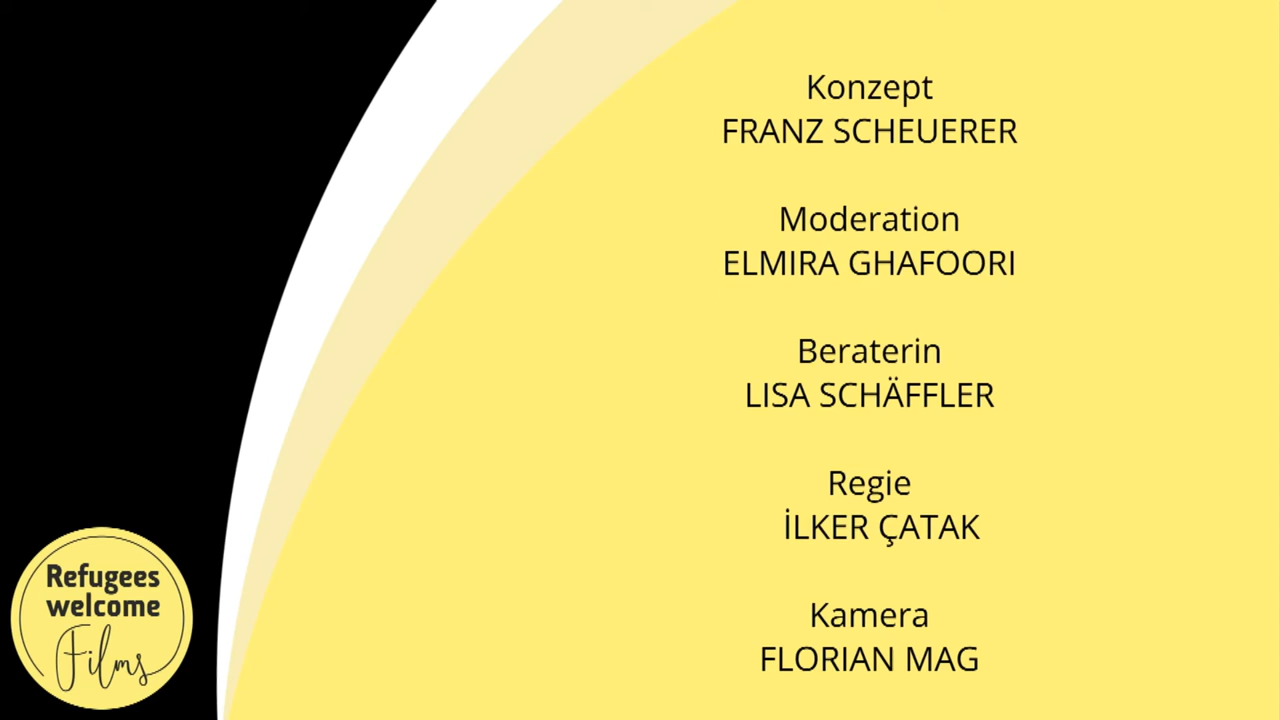 Konzept
FRANZ SCHEUERER
Moderation
ELMIRA GHAFOORI
Beraterin
LISA SCHÄFFLER
Regie
İLKER ÇATAK
Kamera
FLORIAN MAG
Refugees
welcome
Films